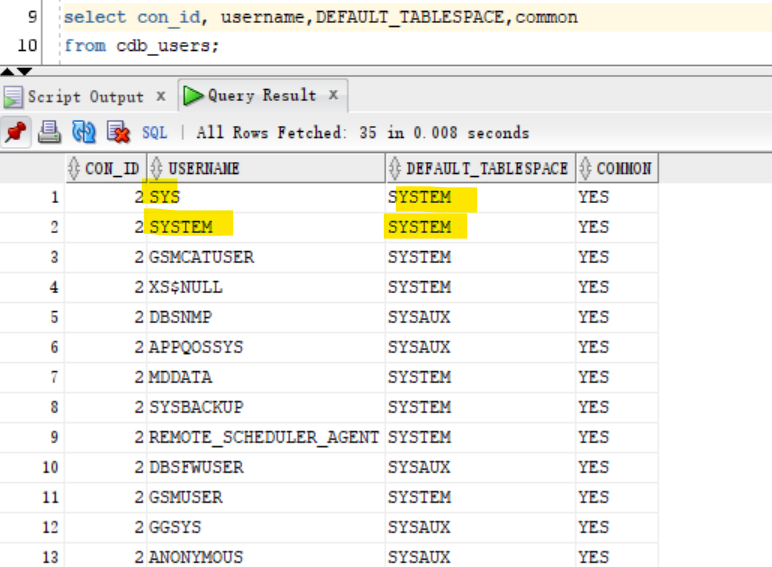 9 select con_id, username,DEFAULT_TABLESPACE,common
10 from cdb_users;
Script Output x Query Result x
SQL | All Rows Fetched: 35 in 0.008 seconds
CON_ID USERNAME DEFAULT_TABLESPACE COMMON
1 2 SYS SYSTEM YES
2 2 SYSTEM SYSTEM YES
3 2 GSMCATUSER SYSTEM YES
4 2 XS$NULL SYSTEM YES
5 2 DBSNMP SYSAUX YES
6 2 APPQOSSYS SYSAUX YES
7 2 MDDATA SYSTEM YES
8 2 SYSBACKUP SYSTEM YES
9 2 REMOTE_SCHEDULER_AGENT SYSTEM YES
10 2 DBSFWUSER SYSAUX YES
11 2 GSMUSER SYSTEM YES
12 2 GGSYS SYSAUX YES
13 2 ANONYMOUS SYSAUX YES